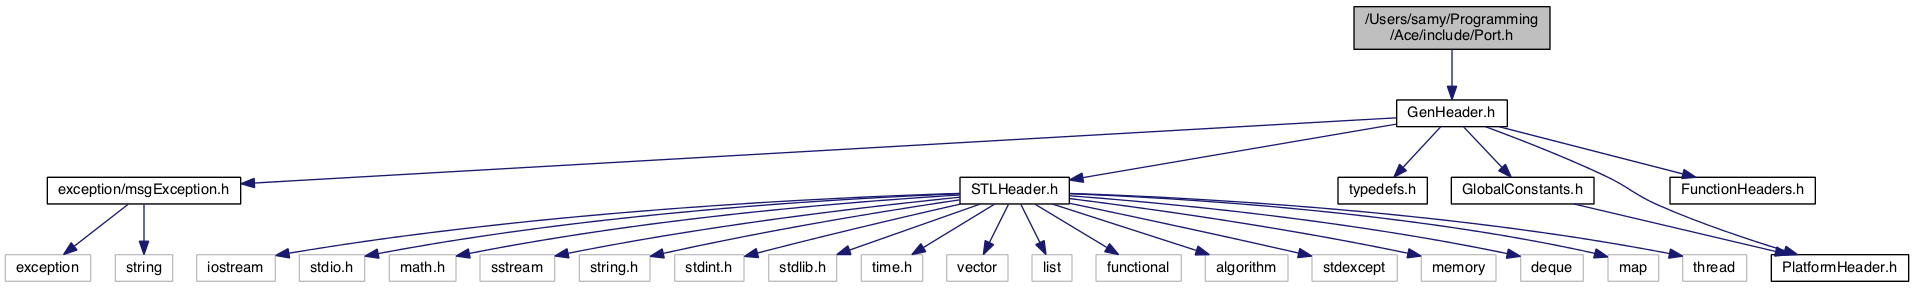 /Users/samy/Programming
/Ace/include/Port.h
GenHeader.h
exception/msgException.h
STLHeader.h
typedefs.h
GlobalConstants.h
FunctionHeaders.h
exception
string
iostream
stdio.h
math.h
sstream
string.h
stdint.h
stdlib.h
time.h
vector
list
functional
algorithm
stdexcept
memory
deque
map
thread
PlatformHeader.h